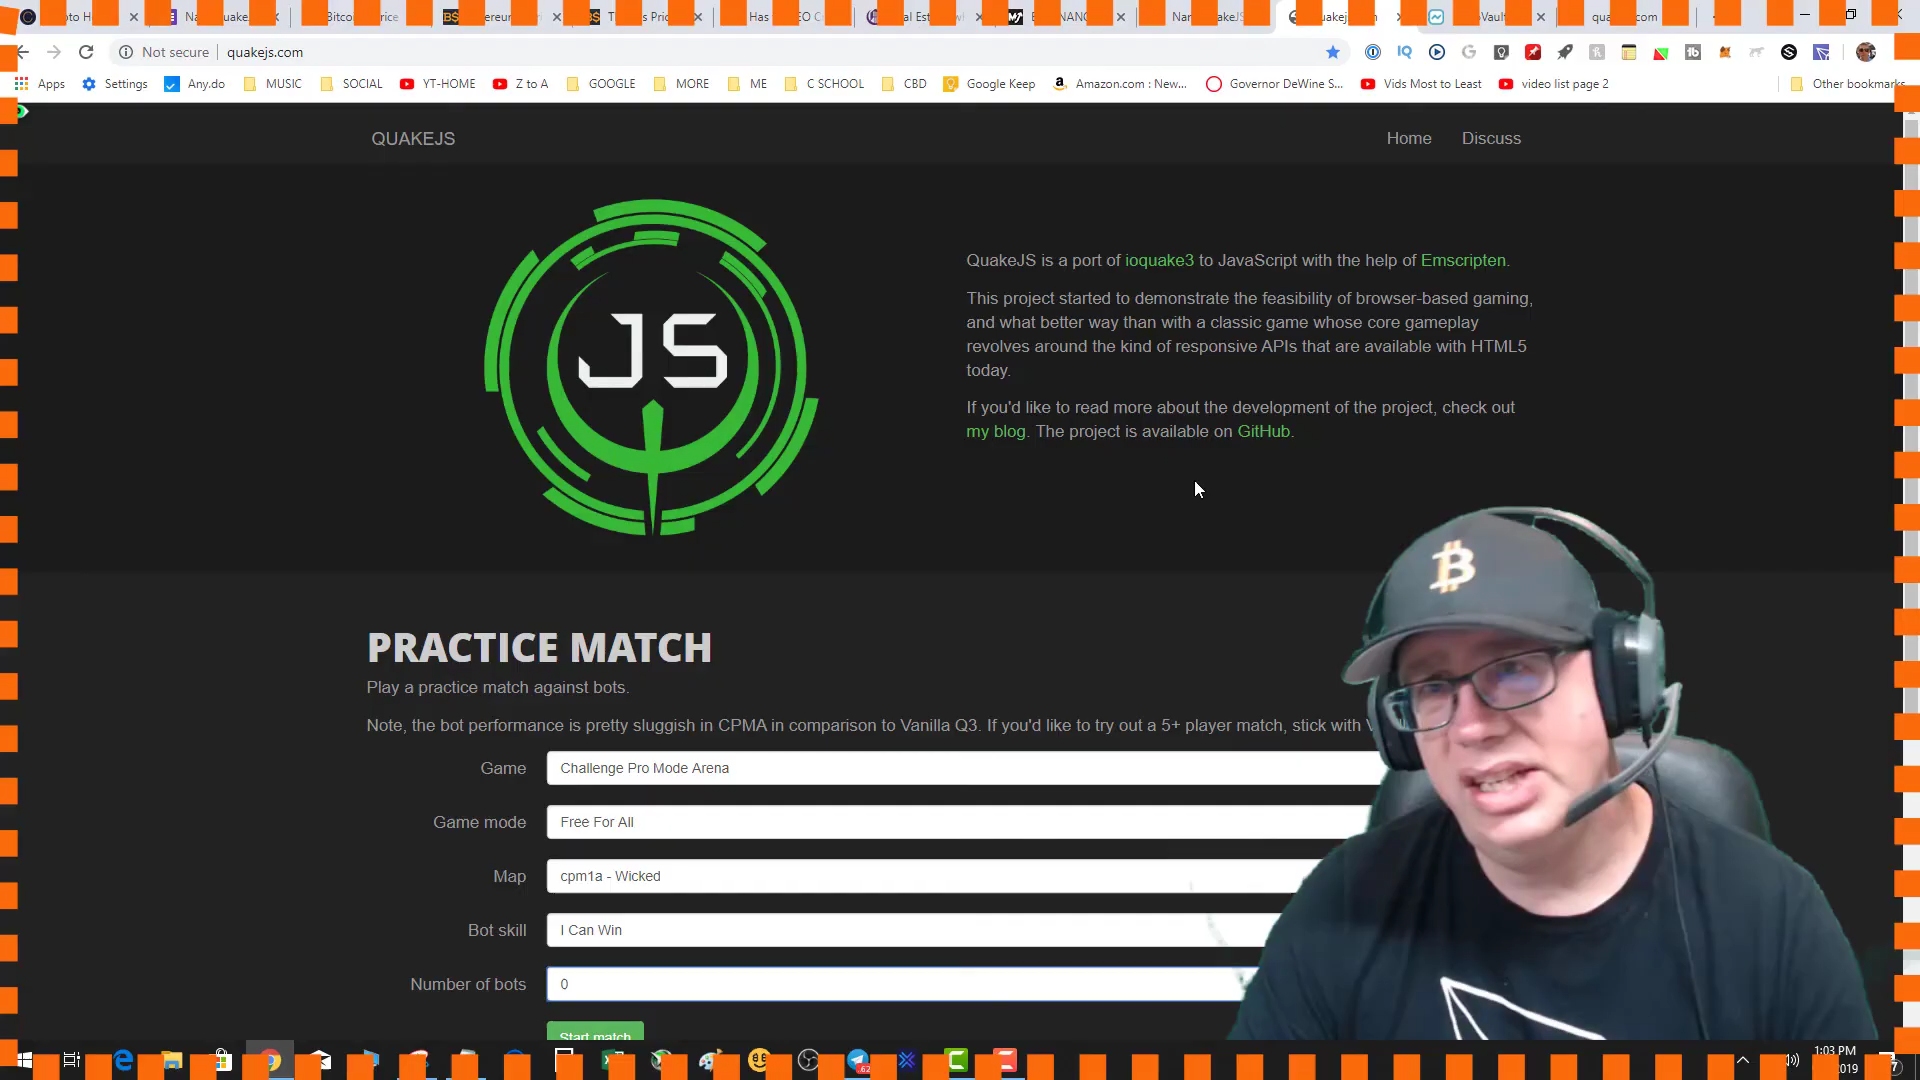 Not secure | quakejs.com
Apps Settings Any.do MUSIC SOCIAL YT-HOME Z to A GOOGLE MORE ME C SCHOOL CBD Google Keep Amazon.com : New... Governor DeWine S... Vids Most to Least video list page 2 Other bookmarks
QUAKEJS Home Discuss
JS
QuakeJS is a port of ioquake3 to JavaScript with the help of Emscripten.
This project started to demonstrate the feasibility of browser-based gaming,
and what better way than with a classic game whose core gameplay
revolves around the kind of responsive APIs that are available with HTML5
today.
If you'd like to read more about the development of the project, check out
my blog. The project is available on GitHub.
PRACTICE MATCH
Play a practice match against bots.
Note, the bot performance is pretty sluggish in CPMA in comparison to Vanilla Q3. If you'd like to try out a 5+ player match, stick with
Game Challenge Pro Mode Arena
Game mode Free For All
Map cpm1a - Wicked
Bot skill I Can Win
Number of bots 0
Start match
1:03 PM
2019